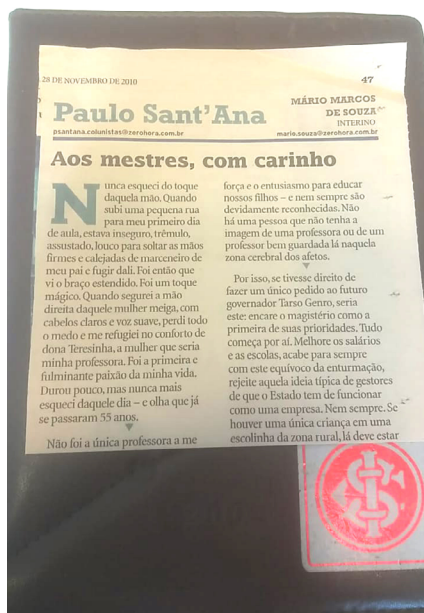 28 DE NOVEMBRO DE 2010
47
Paulo Sant'Ana
MÁRIO MARCOS
DE SOUZA
INTERINO
psantana.colunistas@zerohora.com.br
mario.souza@zerohora.com.br
Aos mestres, com carinho
Nunca esqueci do toque
daquela mão. Quando
subi uma pequena rua
para meu primeiro dia
de aula, estava inseguro, trêmulo,
assustado, louco para soltar as mãos
firmes e calejadas de marceneiro de
meu pai e fugir dali. Foi então que
vi o braço estendido. Foi um toque
mágico. Quando segurei a mão
direita daquele mulher meiga, com
cabelos claros e voz suave, perdi todo
o medo e me refugiei no conforto de
dona Teresinha, a mulher que seria
minha professora. Foi a primeira e
fulminante paixão da minha vida.
Durou pouco, mas nunca mais
esqueci daquele dia – e olha que já
se passaram 55 anos.
Não foi a única professora a me
força e o entusiasmo para educar
nossos filhos – e nem sempre são
devidamente reconhecidas. Não
há uma pessoa que não tenha a
imagem de uma professora ou de um
professor bem guardada lá naquela
zona cerebral dos afetos.
Por isso, se tivesse direito de
fazer um único pedido ao futuro
governador Tarso Genro, seria
este: encare o magistério como a
primeira de suas prioridades. Tudo
começa por aí. Melhore os salários
e as escolas, acabe para sempre
com este equívoco da enturmação,
rejeite aquela ideia típica de gestores
de que o Estado tem de funcionar
como uma empresa. Nem sempre. Se
houver uma única criança em uma
escolinha da zona rural, lá deve estar